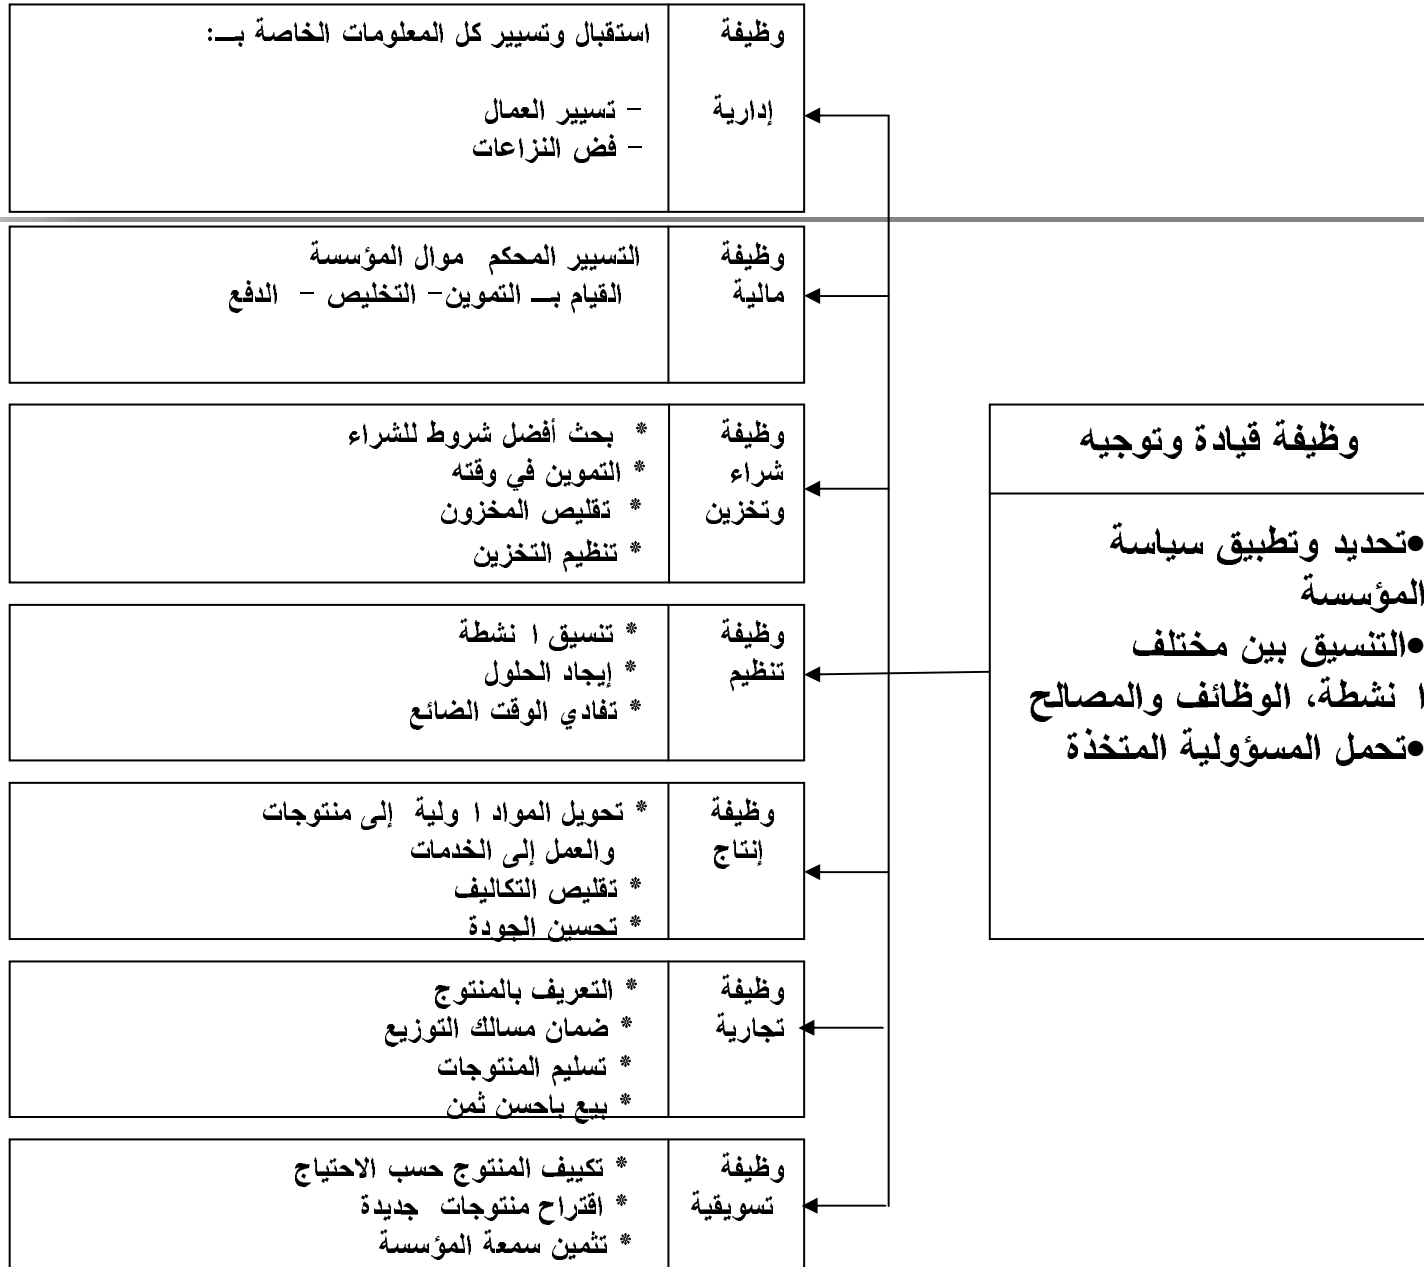 وظيفة
إدارية
استقبال وتسيير كل المعلومات الخاصة بـــ:
- تسيير العمال
- فض النزاعات
وظيفة
مالية
التسيير المحكم موال المؤسسة
القيام بـــ التموين - التخليص - الدفع
وظيفة
شراء
وتخزين
* بحث أفضل شروط للشراء
* التموين في وقته
* تقليص المخزون
* تنظيم التخزين
وظيفة قيادة وتوجيه
•تحديد وتطبيق سياسة
المؤسسة
•التنسيق بين مختلف
ا نشطة، الوظائف والمصالح
•تحمل المسؤولية المتخذة
وظيفة
تنظيم
* تنسيق ا نشطة
* إيجاد الحلول
* تفادي الوقت الضائع
وظيفة
إنتاج
* تحويل المواد ا ولية إلى منتوجات
والعمل إلى الخدمات
* تقليص التكاليف
* تحسين الجودة
وظيفة
تجارية
* التعريف بالمنتوج
* ضمان مسالك التوزيع
* تسليم المنتوجات
* بيع باحسن ثمن
وظيفة
تسويقية
* تكييف المنتوج حسب الاحتياج
* اقتراح منتوجات جديدة
* تثمين سمعة المؤسسة